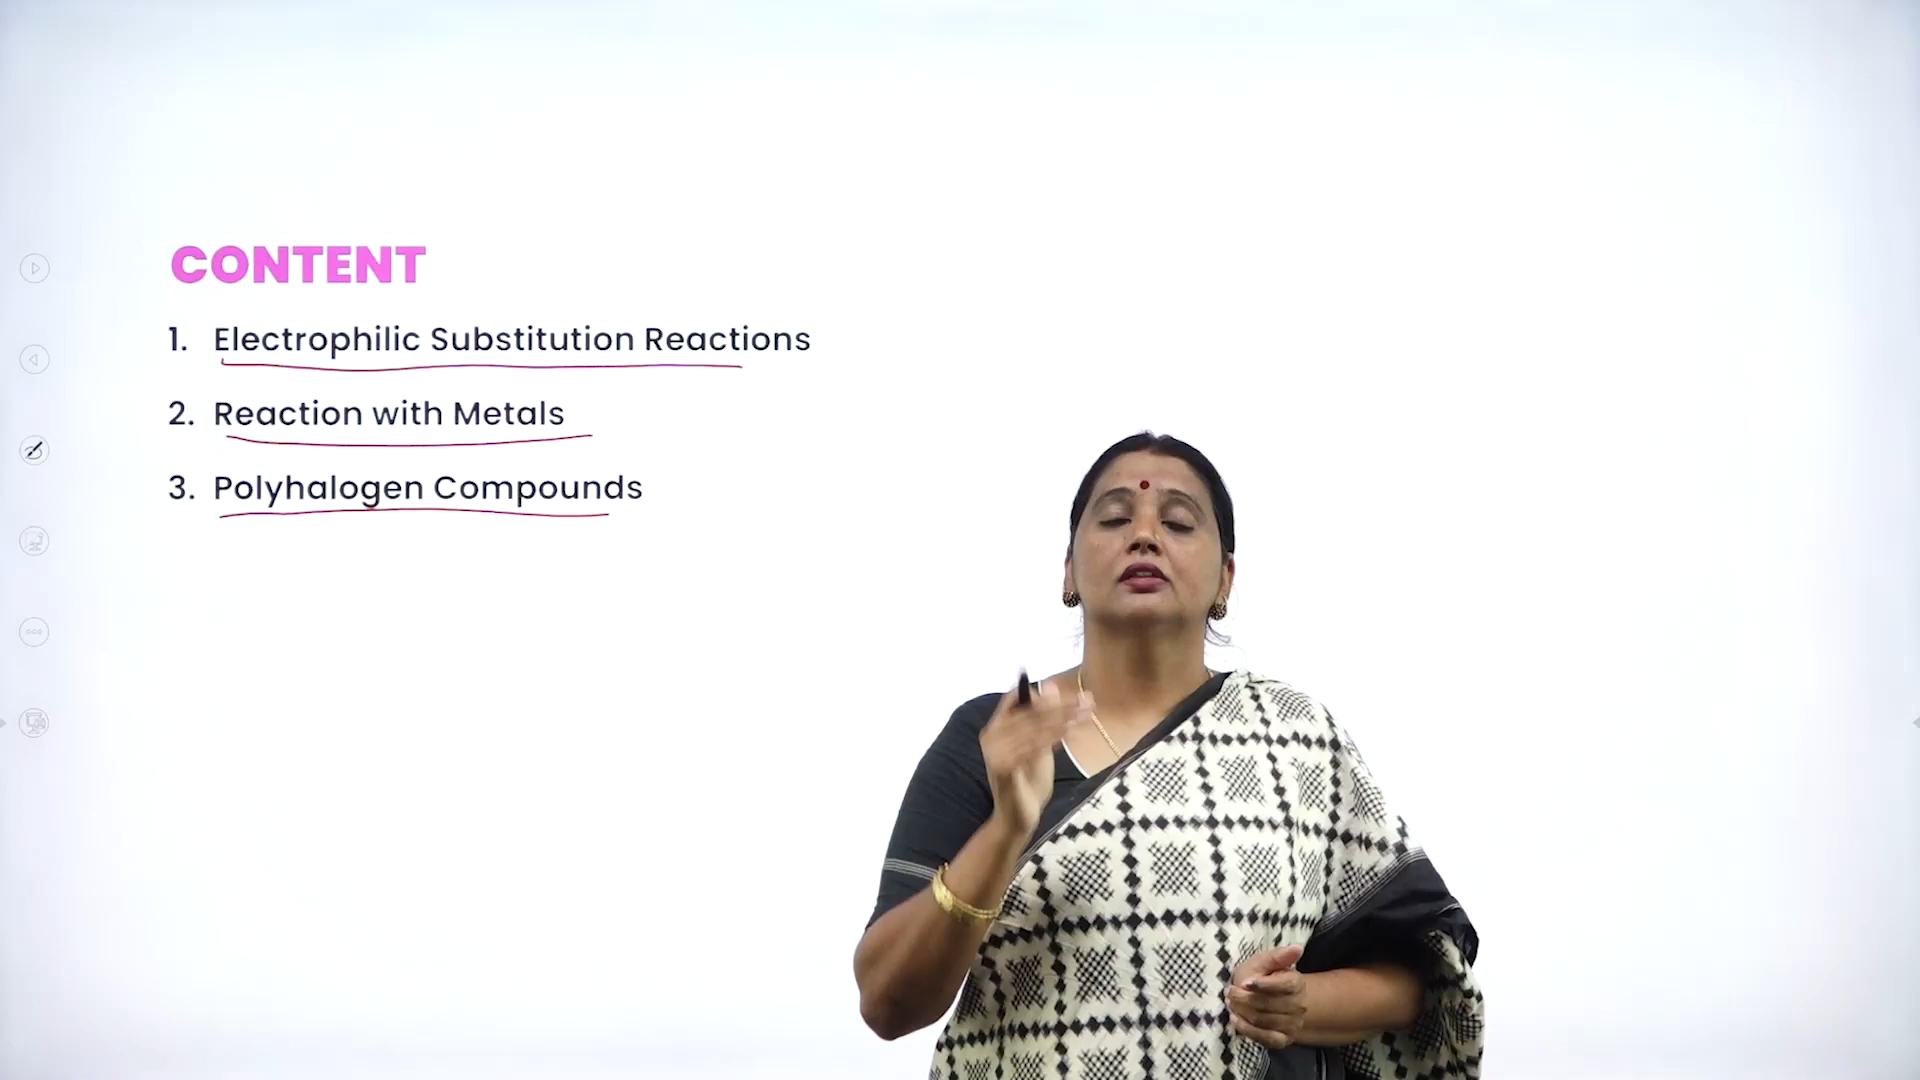 CONTENT
1. Electrophilic Substitution Reactions
2. Reaction with Metals
3. Polyhalogen Compounds